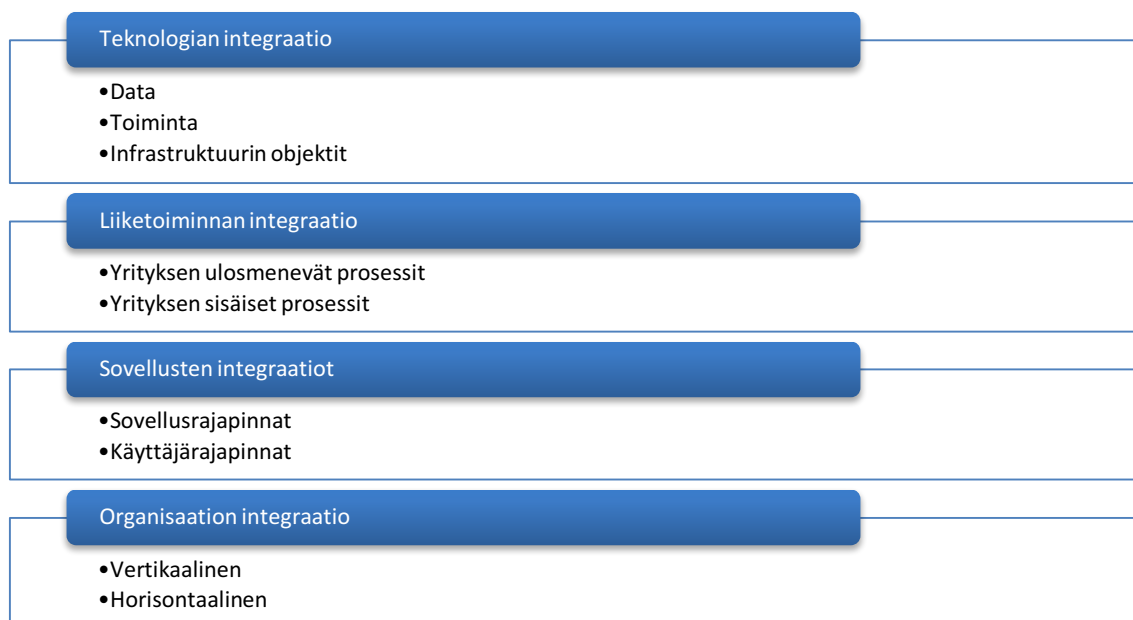 Teknologian integraatio
•Data
•Toiminta
•Infrastruktuurin objektit
Liiketoiminnan integraatio
•Yrityksen ulosmenevät prosessit
•Yrityksen sisäiset prosessit
Sovellusten integraatiot
•Sovellusrajapinnat
•Käyttäjärajapinnat
Organisaation integraatio
•Vertikaalinen
•Horisontaalinen